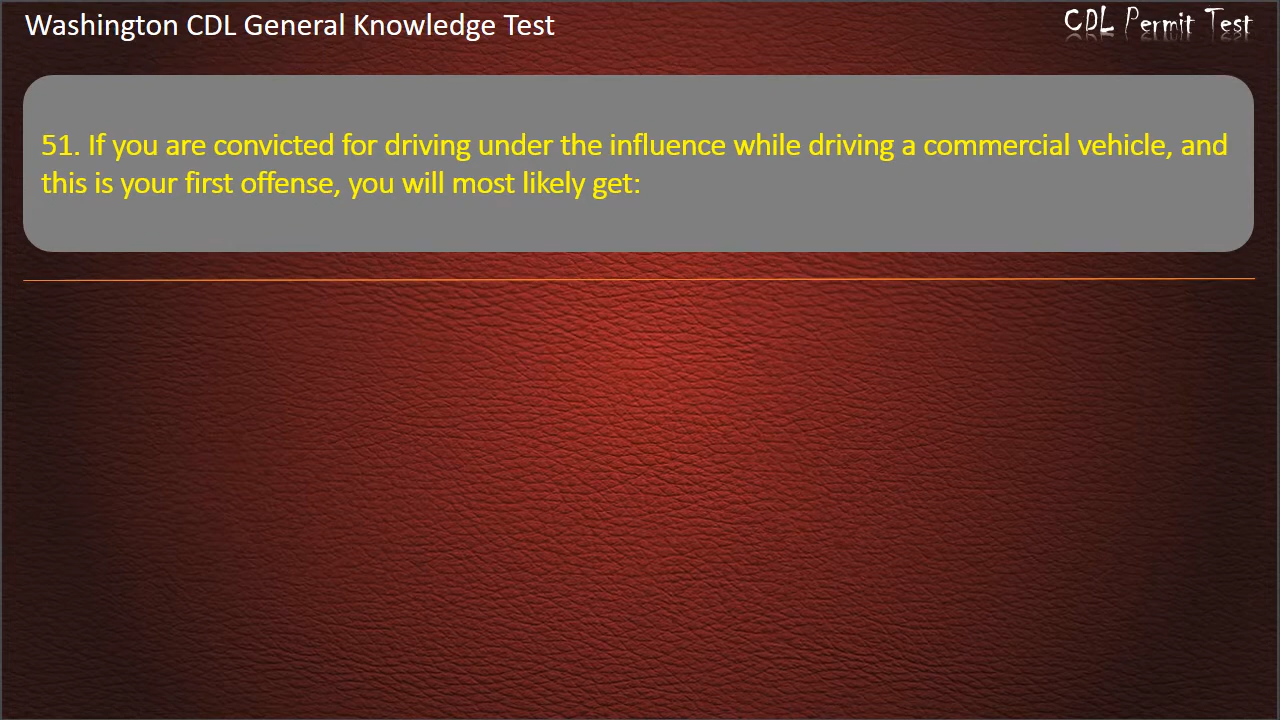 Washington CDL General Knowledge Test
CDL Permit Test
51. If you are convicted for driving under the influence while driving a commercial vehicle, and
this is your first offense, you will most likely get: